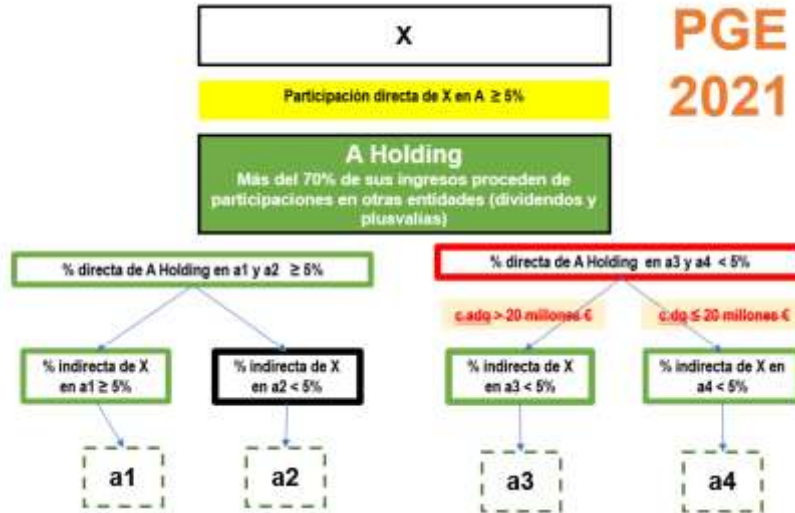 X
PGE
2021
Participación directa de X en A ≥ 5%
A Holding
Más del 70% de sus ingresos proceden de
participaciones en otras entidades (dividendos y
plusvalías)
% directa de A Holding en a1 y a2 ≥ 5%
% directa de A Holding en a3 y a4 < 5%
c.adq > 20 millones €
c.dq ≤ 20 millones €
% indirecta de X
en a1 ≥ 5%
% indirecta de X
en a2 < 5%
% indirecta de X
en a3 < 5%
% indirecta de X en
a4 < 5%
a1
a2
a3
a4